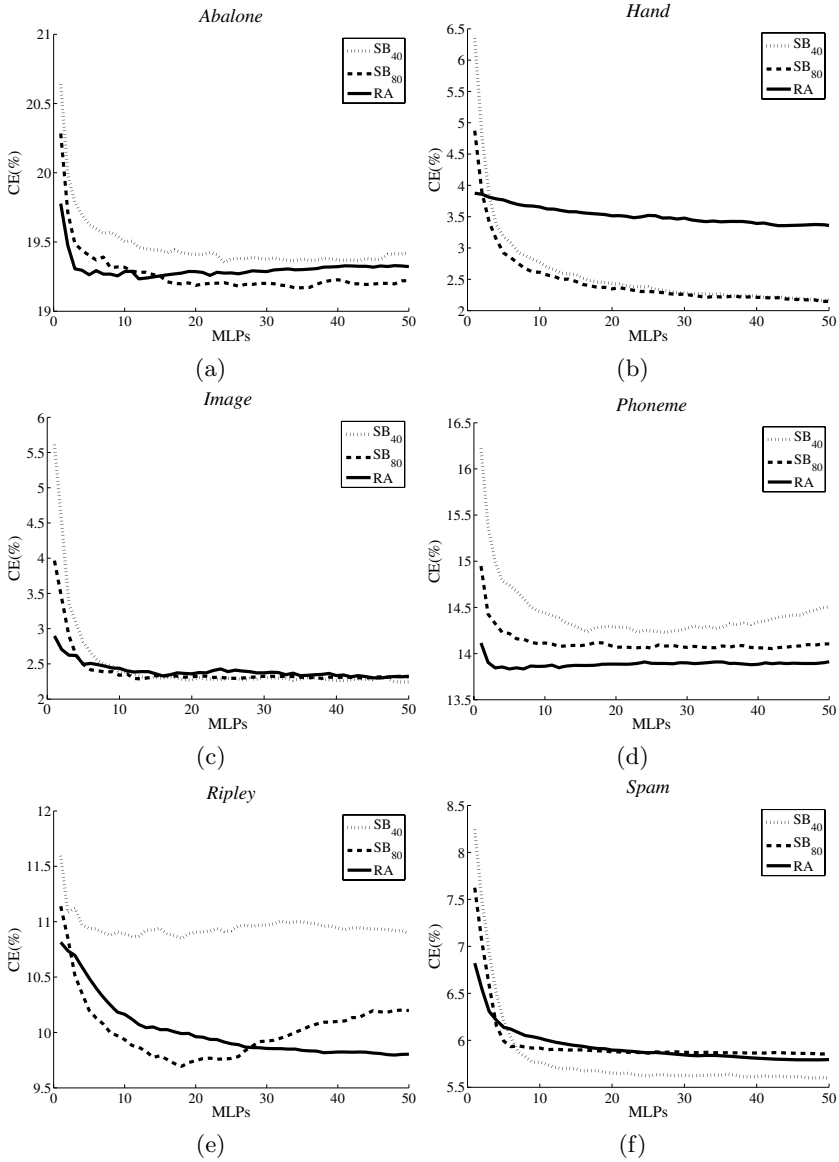 Abalone
21
20.5
20
19.5
19
CE(%)
0 10 20 30 40 50
MLPs
SB40
SB80
RA
(a)
Hand
6.5
6
5.5
5
4.5
4
3.5
3
2.5
2
CE(%)
0 10 20 30 40 50
MLPs
SB40
SB80
RA
(b)
Image
6
5.5
5
4.5
4
3.5
3
2.5
2
CE(%)
0 10 20 30 40 50
MLPs
SB40
SB80
RA
(c)
Phoneme
16.5
16
15.5
15
14.5
14
13.5
CE(%)
0 10 20 30 40 50
MLPs
SB40
SB80
RA
(d)
Ripley
12
11.5
11
10.5
10
9.5
CE(%)
0 10 20 30 40 50
MLPs
SB40
SB80
RA
(e)
Spam
8.5
8
7.5
7
6.5
6
5.5
CE(%)
0 10 20 30 40 50
MLPs
SB40
SB80
RA
(f)